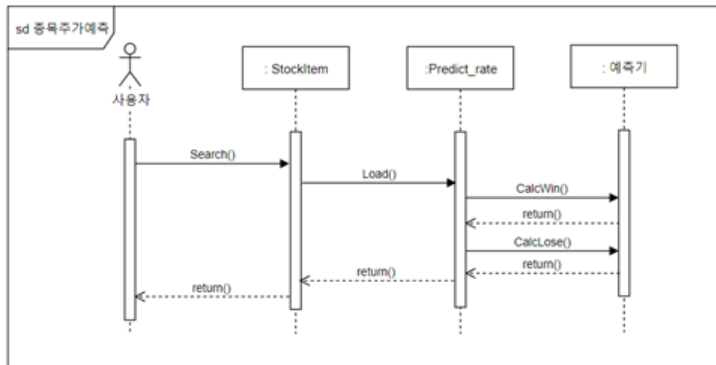 sd 종목주가예측
사용자
: StockItem
:Predict_rate
: 예측기
Search()
Load()
CalcWin()
return()
CalcLose()
return()
return()
return()